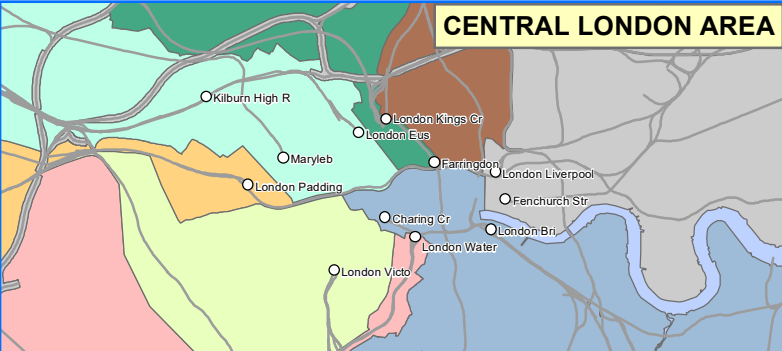 CENTRAL LONDON AREA
Kilburn High R
London Kings Cr
London Eus
Maryleb
Farringdon
London Liverpool
London Padding
Fenchurch Str
Charing Cr
London Bri
London Water
London Victo